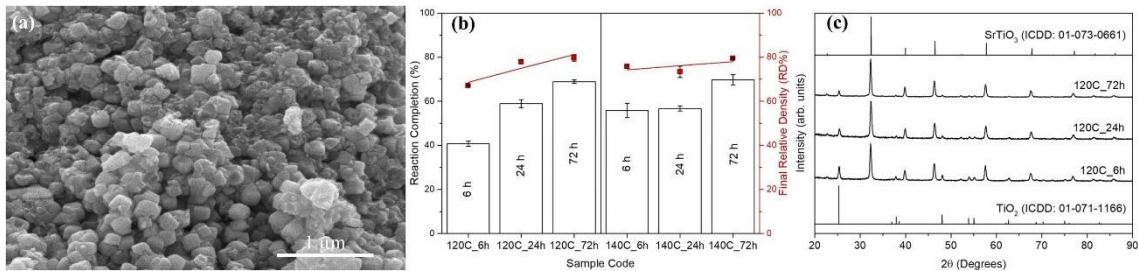 (a)
1 μm
(b)
Reaction Completion (%)
100
80
60
40
20
0
6 h
24 h
72 h
6 h
24 h
72 h
120C_6h
120C_24h
120C_72h
140C_6h
140C_24h
140C_72h
Sample Code
100
80
60
40
20
0
Final Relative Density (RD%)
(c)
Intensity (arb. units)
SrTiO₃ (ICDD: 01-073-0661)
120C_72h
120C_24h
120C_6h
TiO₂ (ICDD: 01-071-1166)
20 30 40 50 60 70 80 90
2θ (Degrees)